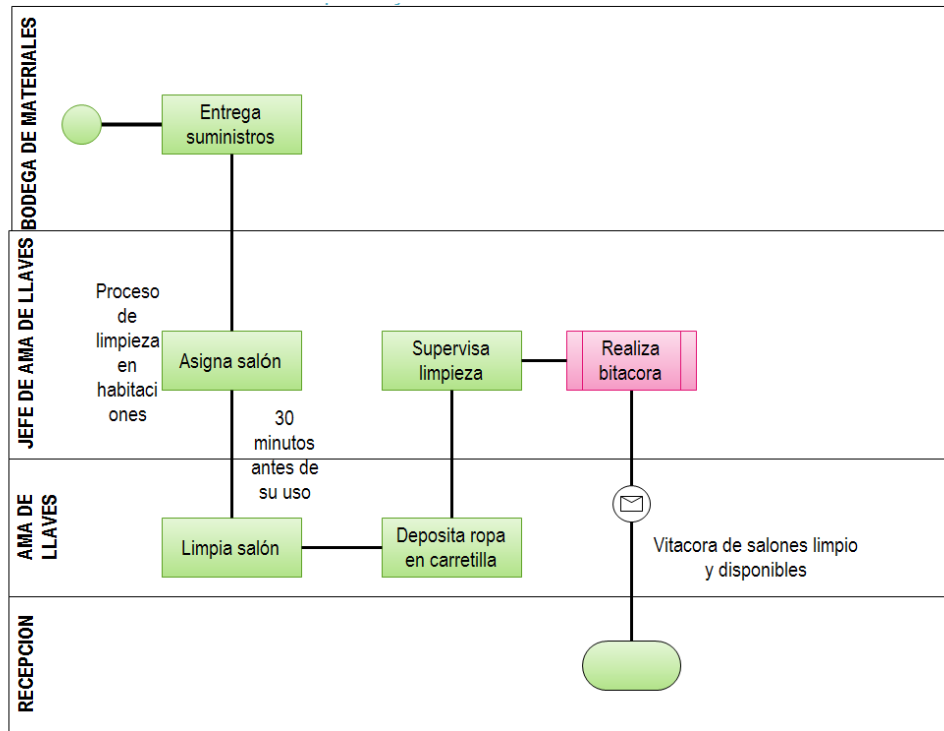 BODEGA DE MATERIALES
Entrega
suministros
JEFE DE AMA DE LLAVES
Proceso
de
limpieza
en
habitaci
ones
Asigna salón
Supervisa
limpieza
Realiza
bitacora
30
minutos
antes de
su uso
AMA DE
LLAVES
Limpia salón
Deposita ropa
en carretilla
Vitacora de salones limpio
y disponibles
RECEPCION